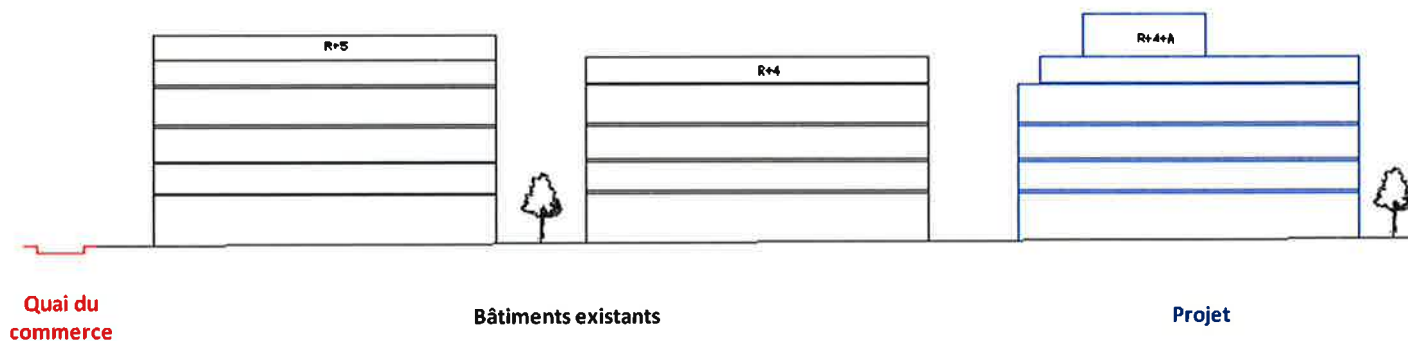 R+5
R+4
R+4+A
Quai du
commerce
Bâtiments existants
Projet